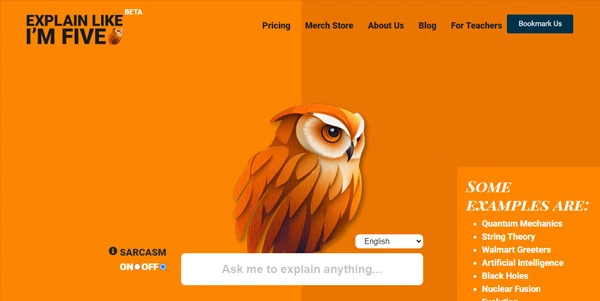 EXPLAIN LIKE BETA
I'M FIVE
Pricing Merch Store About Us Blog For Teachers Bookmark Us
SOME
EXAMPLES ARE:
Quantum Mechanics
String Theory
Walmart Greeters
Artificial Intelligence
Black Holes
Nuclear Fusion
Evolution
English
SARCASM
ON OFF
Ask me to explain anything...